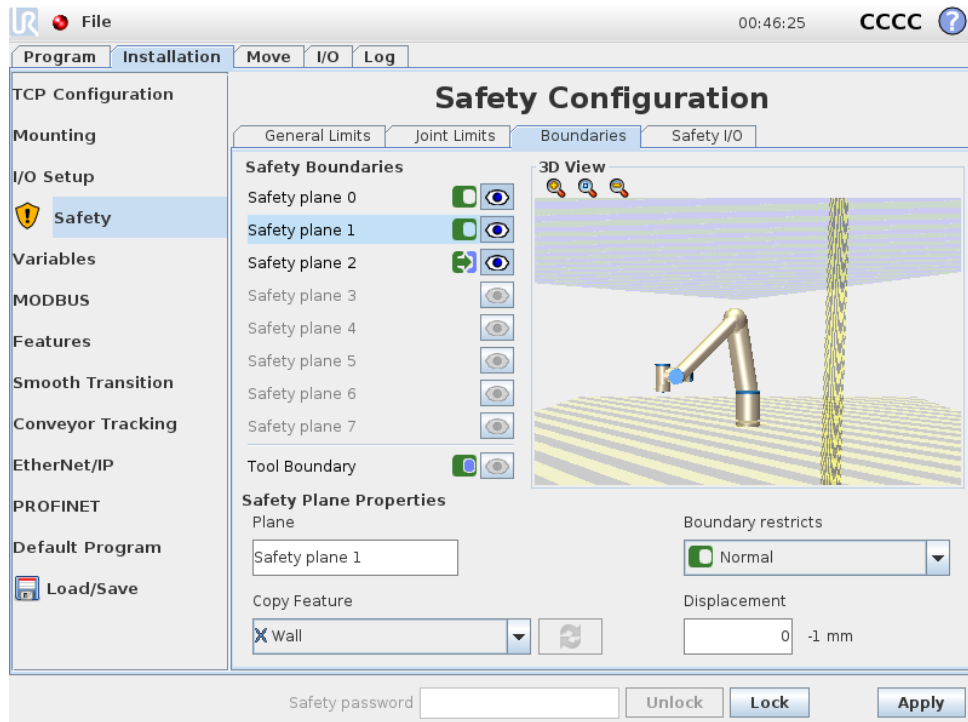 UR File 00:46:25 CCCC ?
Program Installation Move I/O Log
TCP Configuration
Mounting
I/O Setup
Safety
Variables
MODBUS
Features
Smooth Transition
Conveyor Tracking
EtherNet/IP
PROFINET
Default Program
Load/Save
Safety Configuration
General Limits Joint Limits Boundaries Safety I/O
Safety Boundaries
Safety plane 0
Safety plane 1
Safety plane 2
Safety plane 3
Safety plane 4
Safety plane 5
Safety plane 6
Safety plane 7
Tool Boundary
3D View
Safety Plane Properties
Plane
Safety plane 1
Copy Feature
Wall
Boundary restricts
Normal
Displacement
0 -1 mm
Safety password Unlock Lock Apply